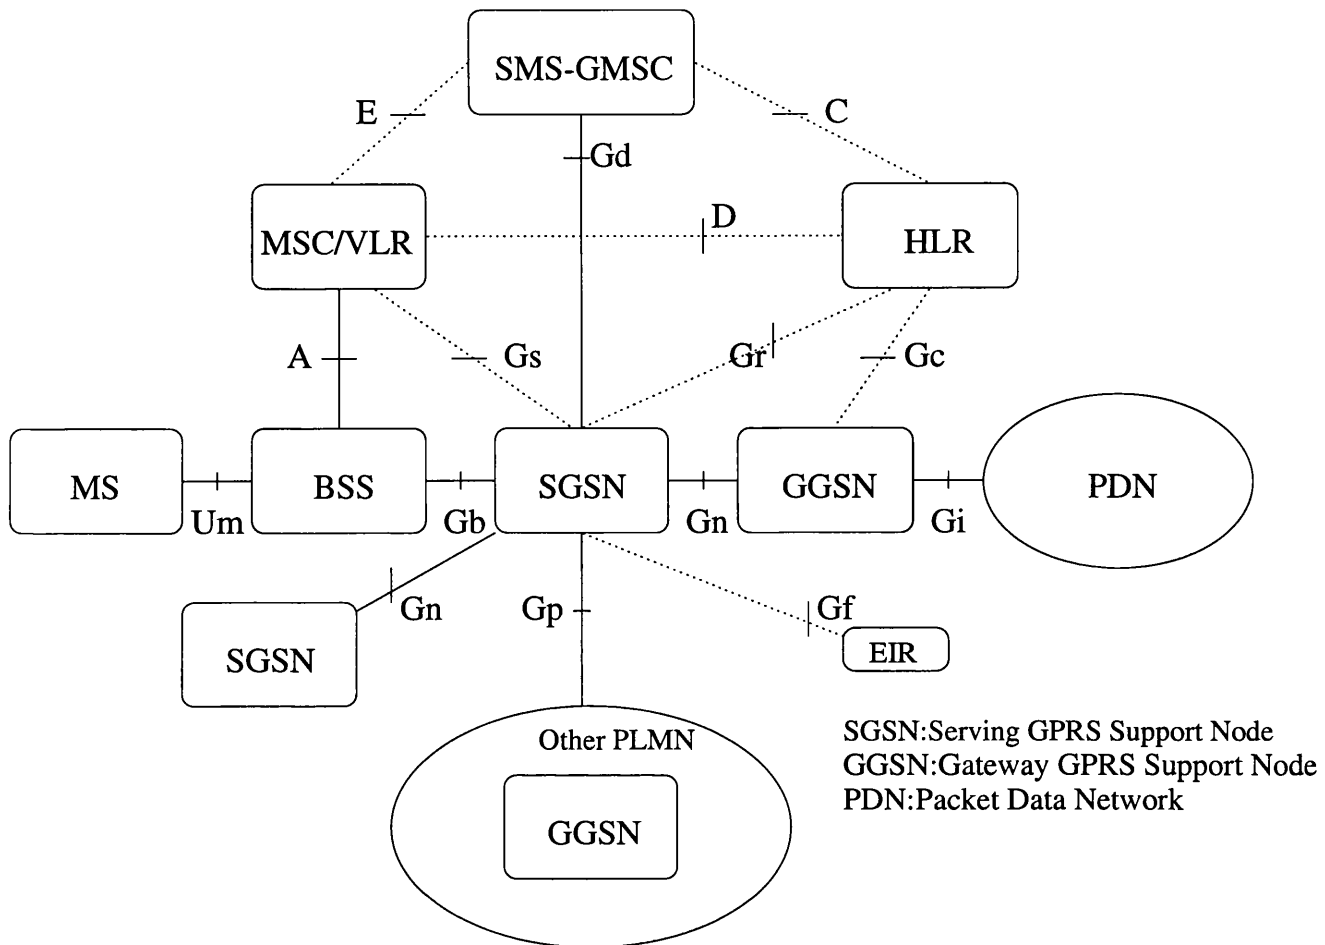 SMS-GMSC
E
C
Gd
MSC/VLR
D
HLR
A
Gs
Gr
Gc
MS
BSS
SGSN
GGSN
PDN
Um
Gb
Gn
Gi
Gn
Gp
Gf
SGSN
EIR
Other PLMN
GGSN
SGSN:Serving GPRS Support Node
GGSN:Gateway GPRS Support Node
PDN:Packet Data Network